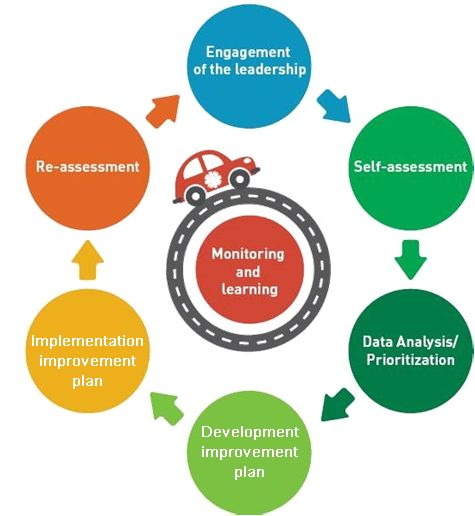 Engagement
of the leadership
Self-assessment
Data Analysis/
Prioritization
Development
improvement
plan
Implementation
improvement
plan
Re-assessment
Monitoring
and
learning